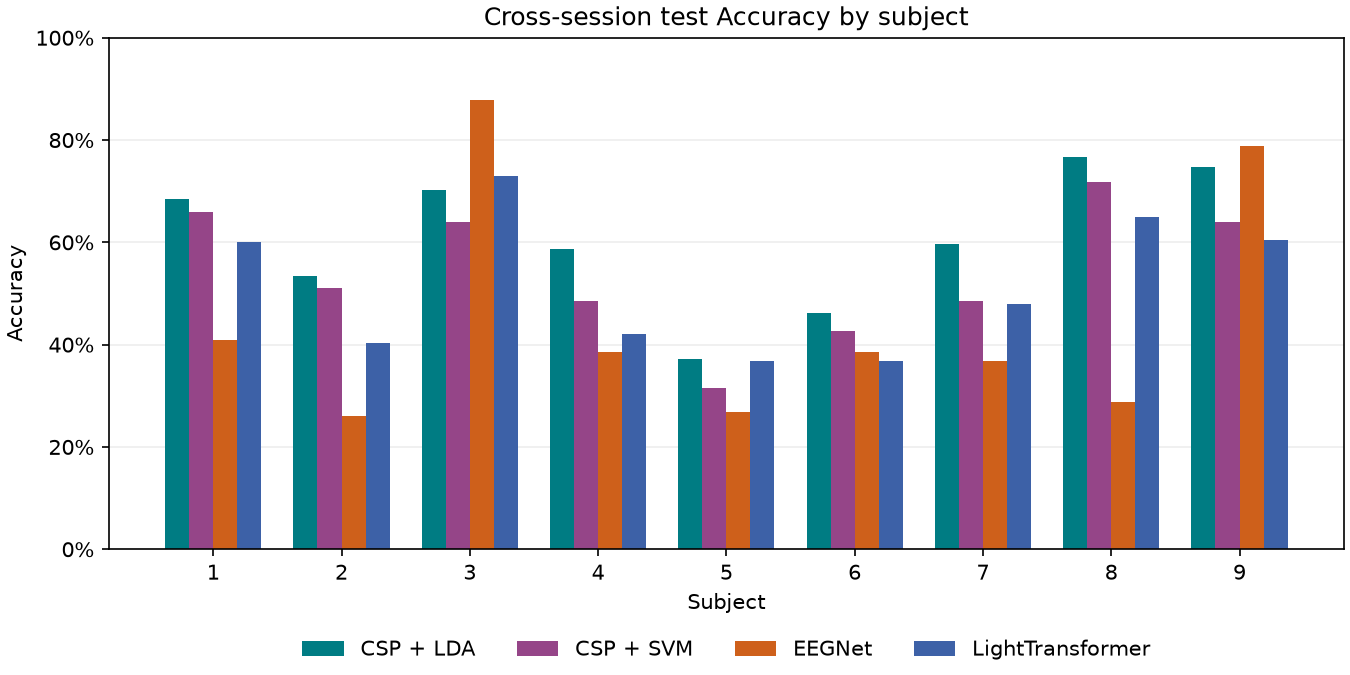 Cross-session test Accuracy by subject
100%
80%
60%
40%
20%
0%
Accuracy
1 2 3 4 5 6 7 8 9
Subject
CSP + LDA CSP + SVM EEGNet LightTransformer